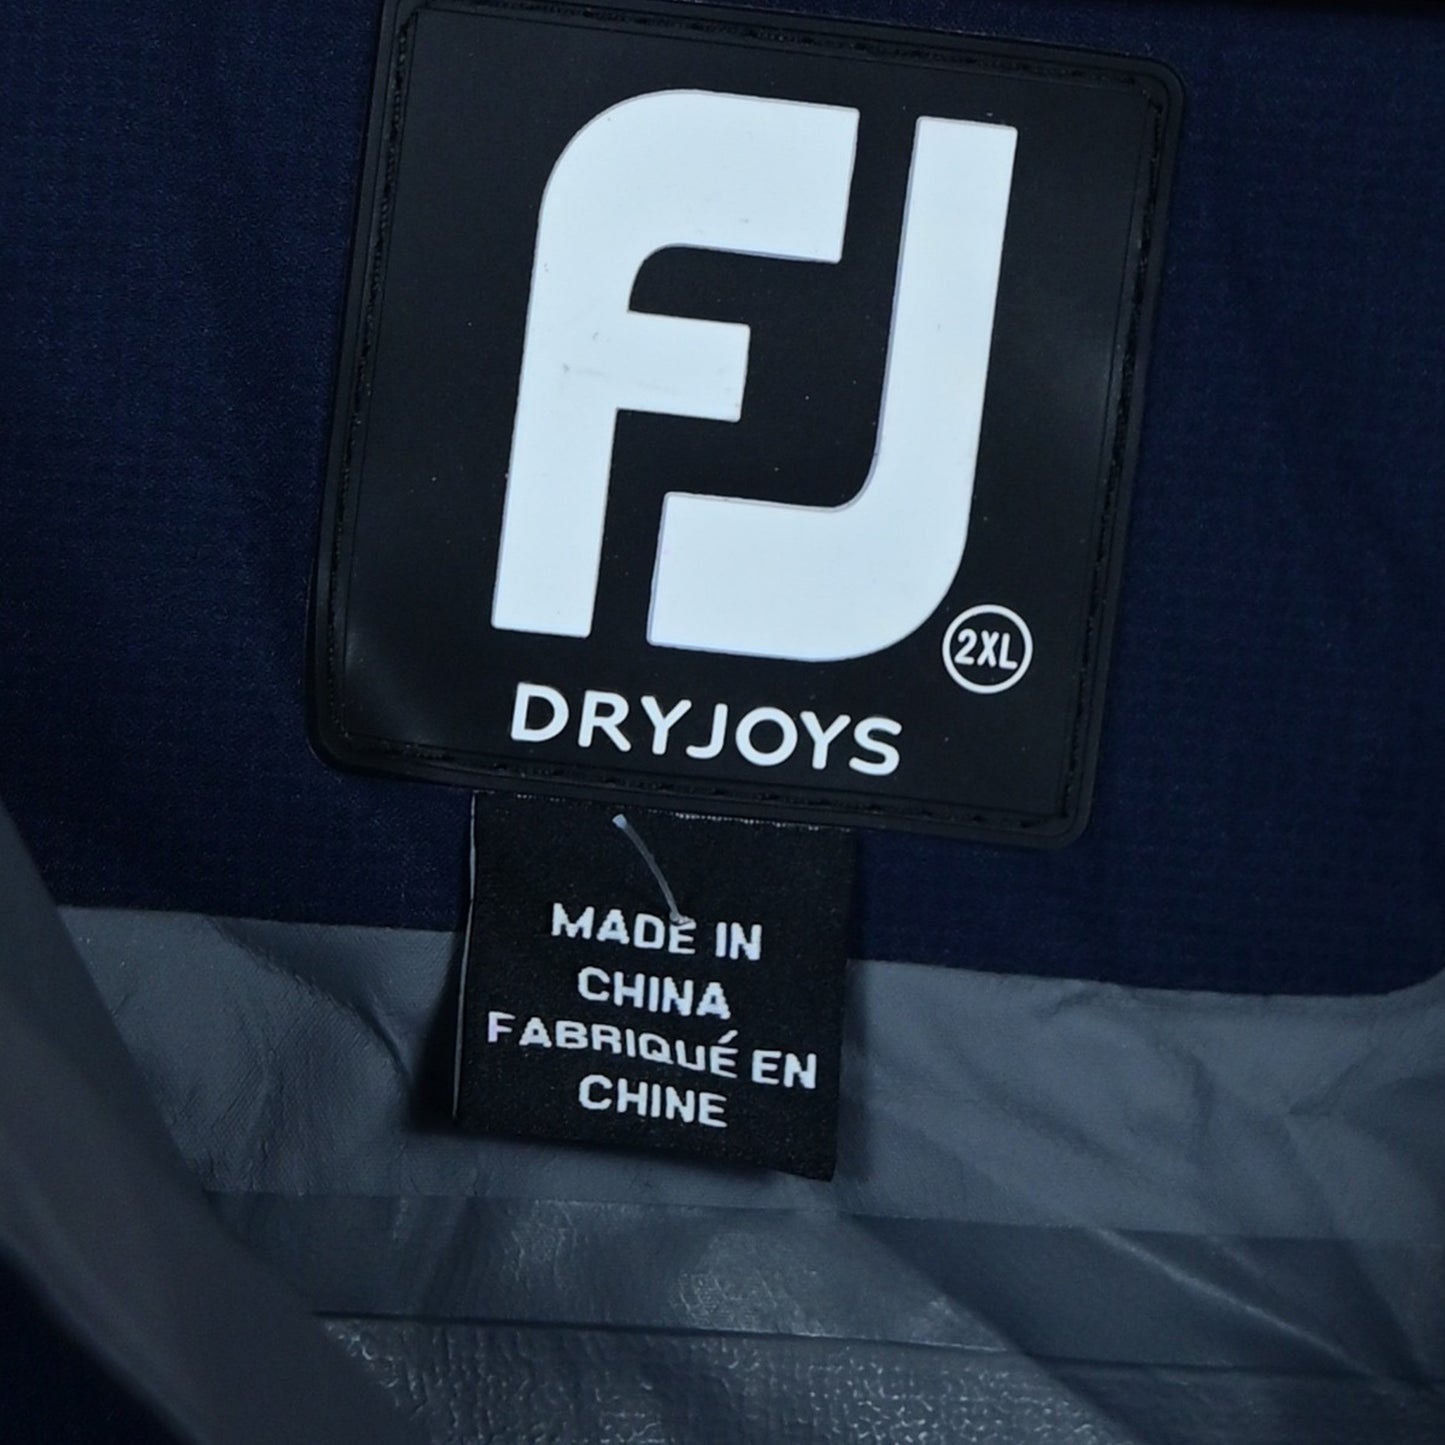 FJ
2XL
DRYJOYS
MADE IN
CHINA
FABRIQUÉ EN
CHINE